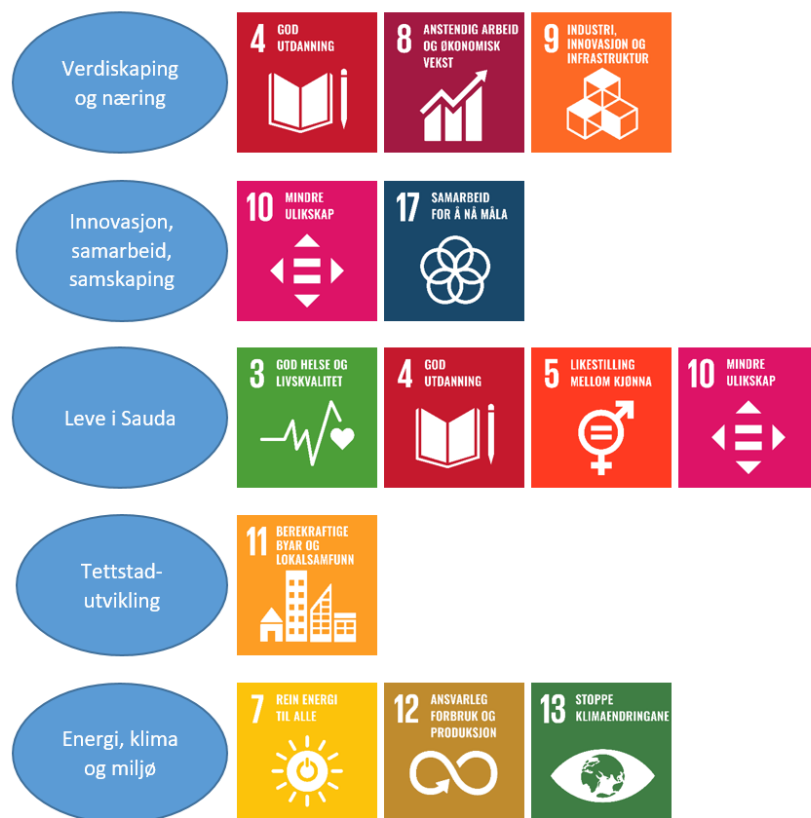 Verdiskaping
og næring
4 GOD
UTDANNING
8 ANSTENDIG ARBEID
OG ØKONOMISK
VEKST
9 INDUSTRI,
INNOVASJON OG
INFRASTRUKTUR
Innovasjon,
samarbeid,
samskaping
10 MINDRE
ULIKSKAP
17 SAMARBEID
FOR Å NÅ MÅLA
Leve i Sauda
3 GOD HELSE OG
LIVSKVALITET
4 GOD
UTDANNING
5 LIKESTILLING
MELLOM KJØNNA
10 MINDRE
ULIKSKAP
Tettstad-
utvikling
11 BEREKRAFTIGE
BYAR OG
LOKALSAMFUNN
Energi, klima
og miljø
7 REIN ENERGI
TIL ALLE
12 ANSVARLEG
FORBRUK OG
PRODUKSJON
13 STOPPE
KLIMAENDRINGANE